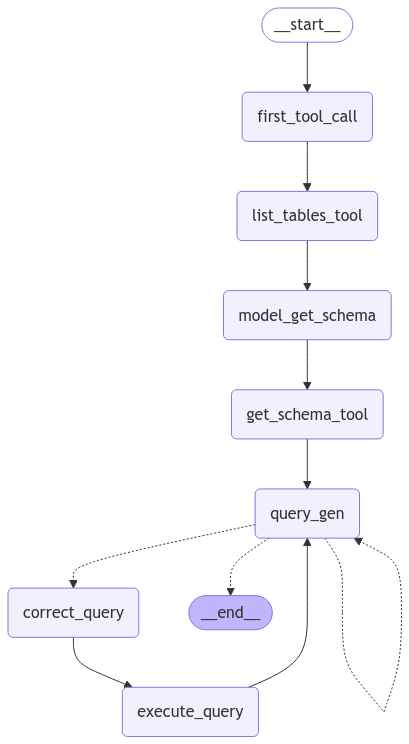 __start__
first_tool_call
list_tables_tool
model_get_schema
get_schema_tool
query_gen
correct_query
__end__
execute_query